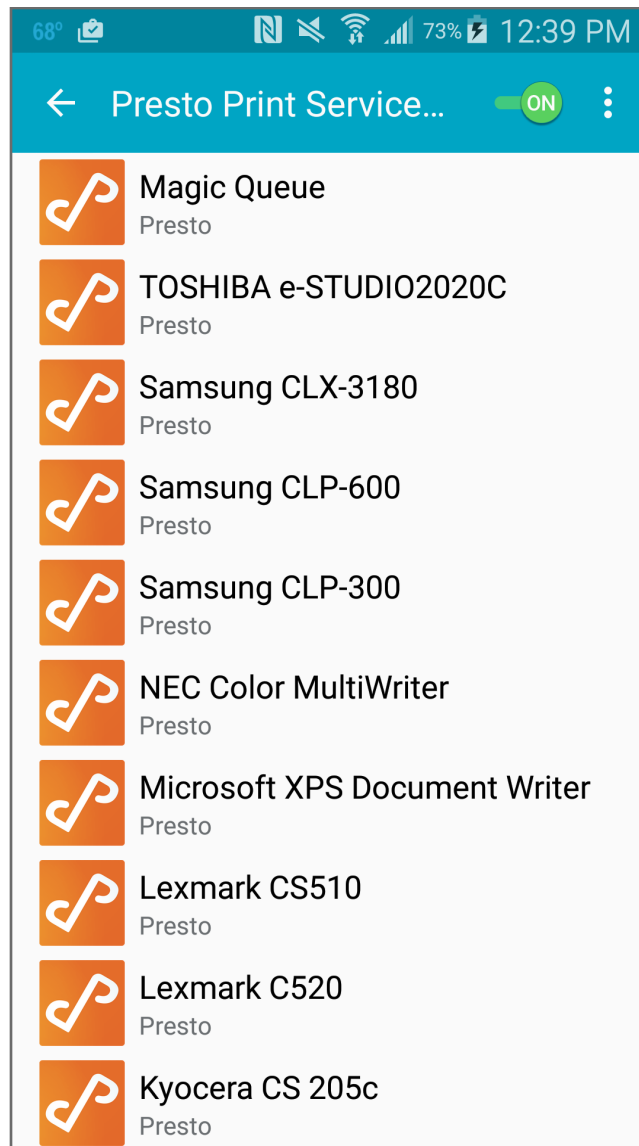 68° 73% 12:39 PM
Presto Print Service... ON
Magic Queue
Presto
TOSHIBA e-STUDIO2020C
Presto
Samsung CLX-3180
Presto
Samsung CLP-600
Presto
Samsung CLP-300
Presto
NEC Color MultiWriter
Presto
Microsoft XPS Document Writer
Presto
Lexmark CS510
Presto
Lexmark C520
Presto
Kyocera CS 205c
Presto